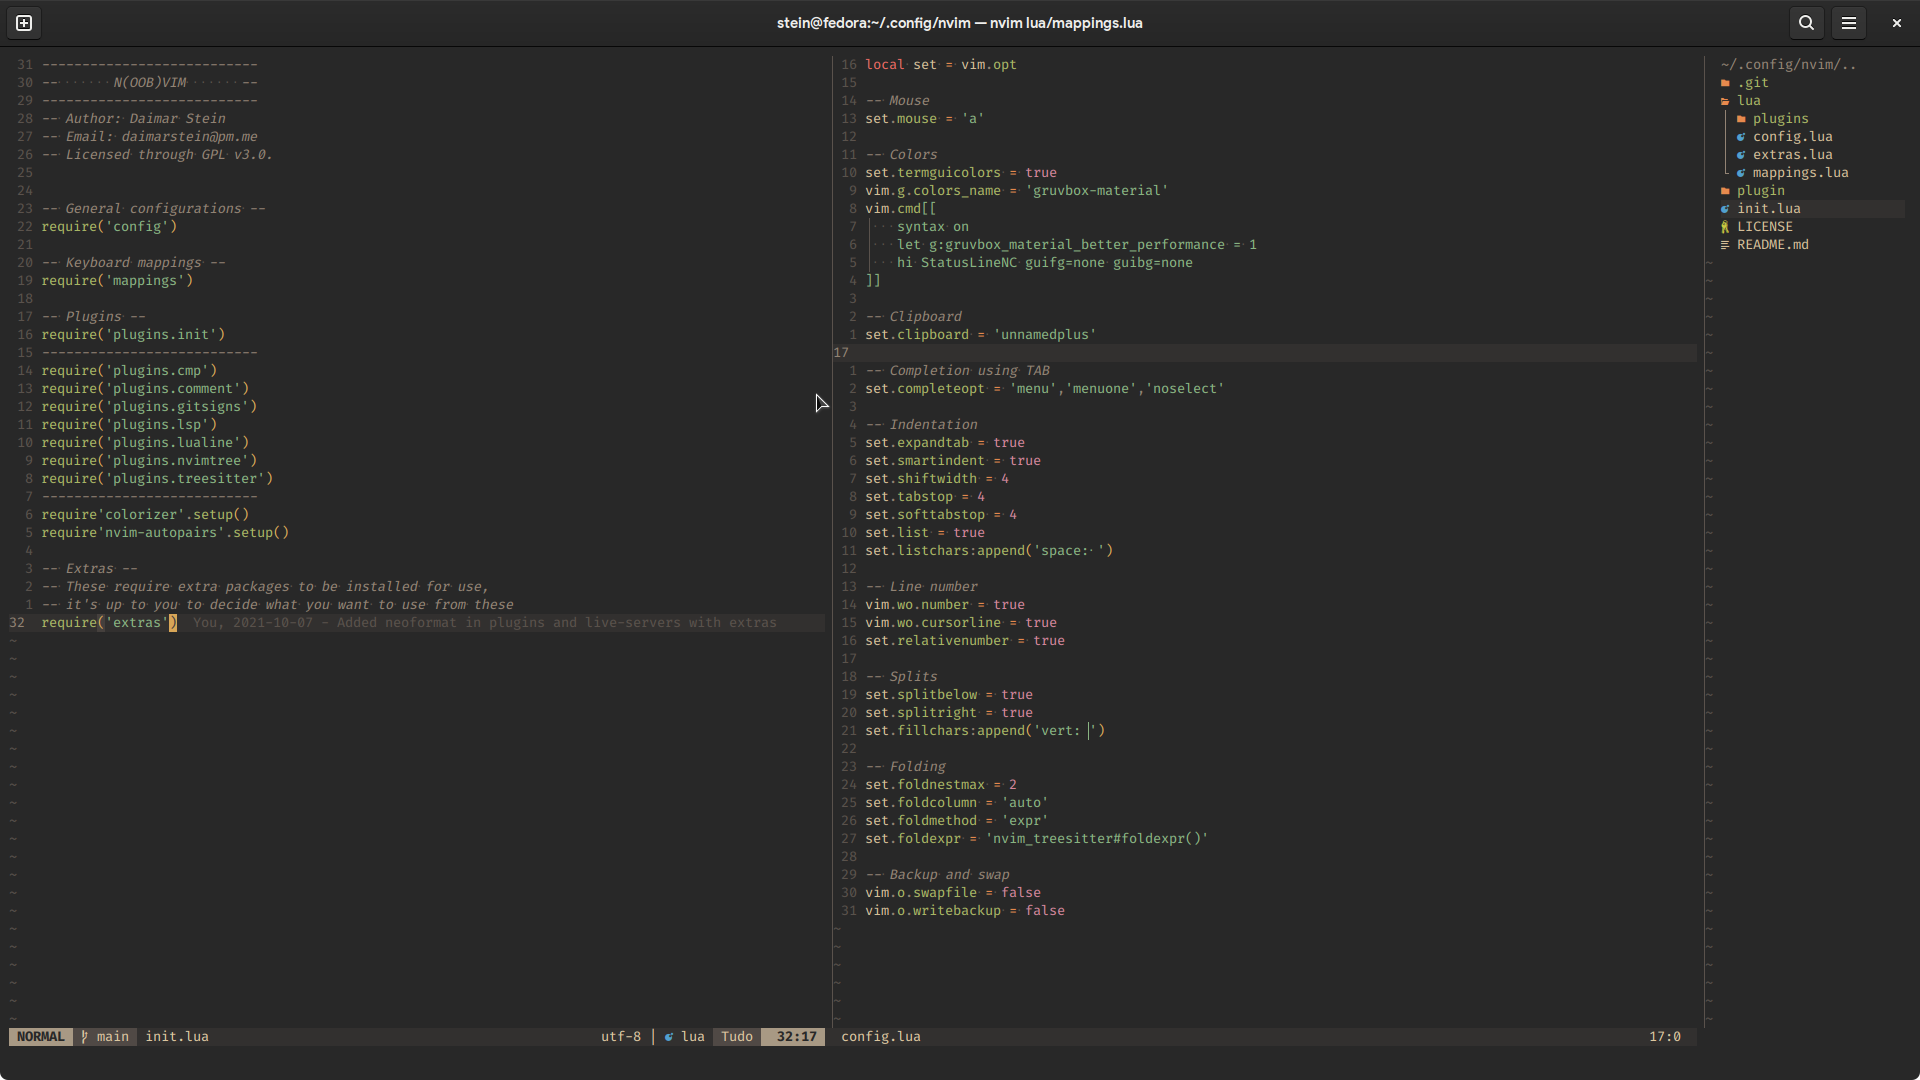 stein@fedora:~/.config/nvim — nvim lua/mappings.lua
31 ---------------------------
30 -- ······ N(OOB)VIM ······ --
29 ---------------------------
28 -- Author: Daimar Stein
27 -- Email: daimarstein@pm.me
26 -- Licensed through GPL v3.0.
25
24
23 -- General configurations --
22 require('config')
21
20 -- Keyboard mappings --
19 require('mappings')
18
17 -- Plugins --
16 require('plugins.init')
15 ---------------------------
14 require('plugins.cmp')
13 require('plugins.comment')
12 require('plugins.gitsigns')
11 require('plugins.lsp')
10 require('plugins.lualine')
9 require('plugins.nvimtree')
8 require('plugins.treesitter')
7 ---------------------------
6 require'colorizer'.setup()
5 require'nvim-autopairs'.setup()
4
3 -- Extras --
2 -- These require extra packages to be installed for use,
1 -- it's up to you to decide what you want to use from these
32 require('extras') You, 2021-10-07 - Added neoformat in plugins and live-servers with extras
NORMAL main init.lua utf-8 | lua Tudo 32:17
16 local set = vim.opt
15
14 -- Mouse
13 set.mouse = 'a'
12
11 -- Colors
10 set.termguicolors = true
9 vim.g.colors_name = 'gruvbox-material'
8 vim.cmd[[
7 ··· syntax on
6 ··· let g:gruvbox_material_better_performance = 1
5 ··· hi StatusLineNC guifg=none guibg=none
4 ]]
3
2 -- Clipboard
1 set.clipboard = 'unnamedplus'
17
1 -- Completion using TAB
2 set.completeopt = 'menu','menuone','noselect'
3
4 -- Indentation
5 set.expandtab = true
6 set.smartindent = true
7 set.shiftwidth = 4
8 set.tabstop = 4
9 set.softtabstop = 4
10 set.list = true
11 set.listchars:append('space:· ')
12
13 -- Line number
14 vim.wo.number = true
15 vim.wo.cursorline = true
16 set.relativenumber = true
17
18 -- Splits
19 set.splitbelow = true
20 set.splitright = true
21 set.fillchars:append('vert: │')
22
23 -- Folding
24 set.foldnestmax = 2
25 set.foldcolumn = 'auto'
26 set.foldmethod = 'expr'
27 set.foldexpr = 'nvim_treesitter#foldexpr()'
28
29 -- Backup and swap
30 vim.o.swapfile = false
31 vim.o.writebackup = false
config.lua 17:0
~/.config/nvim/..
.git
lua
plugins
config.lua
extras.lua
mappings.lua
plugin
init.lua
LICENSE
README.md